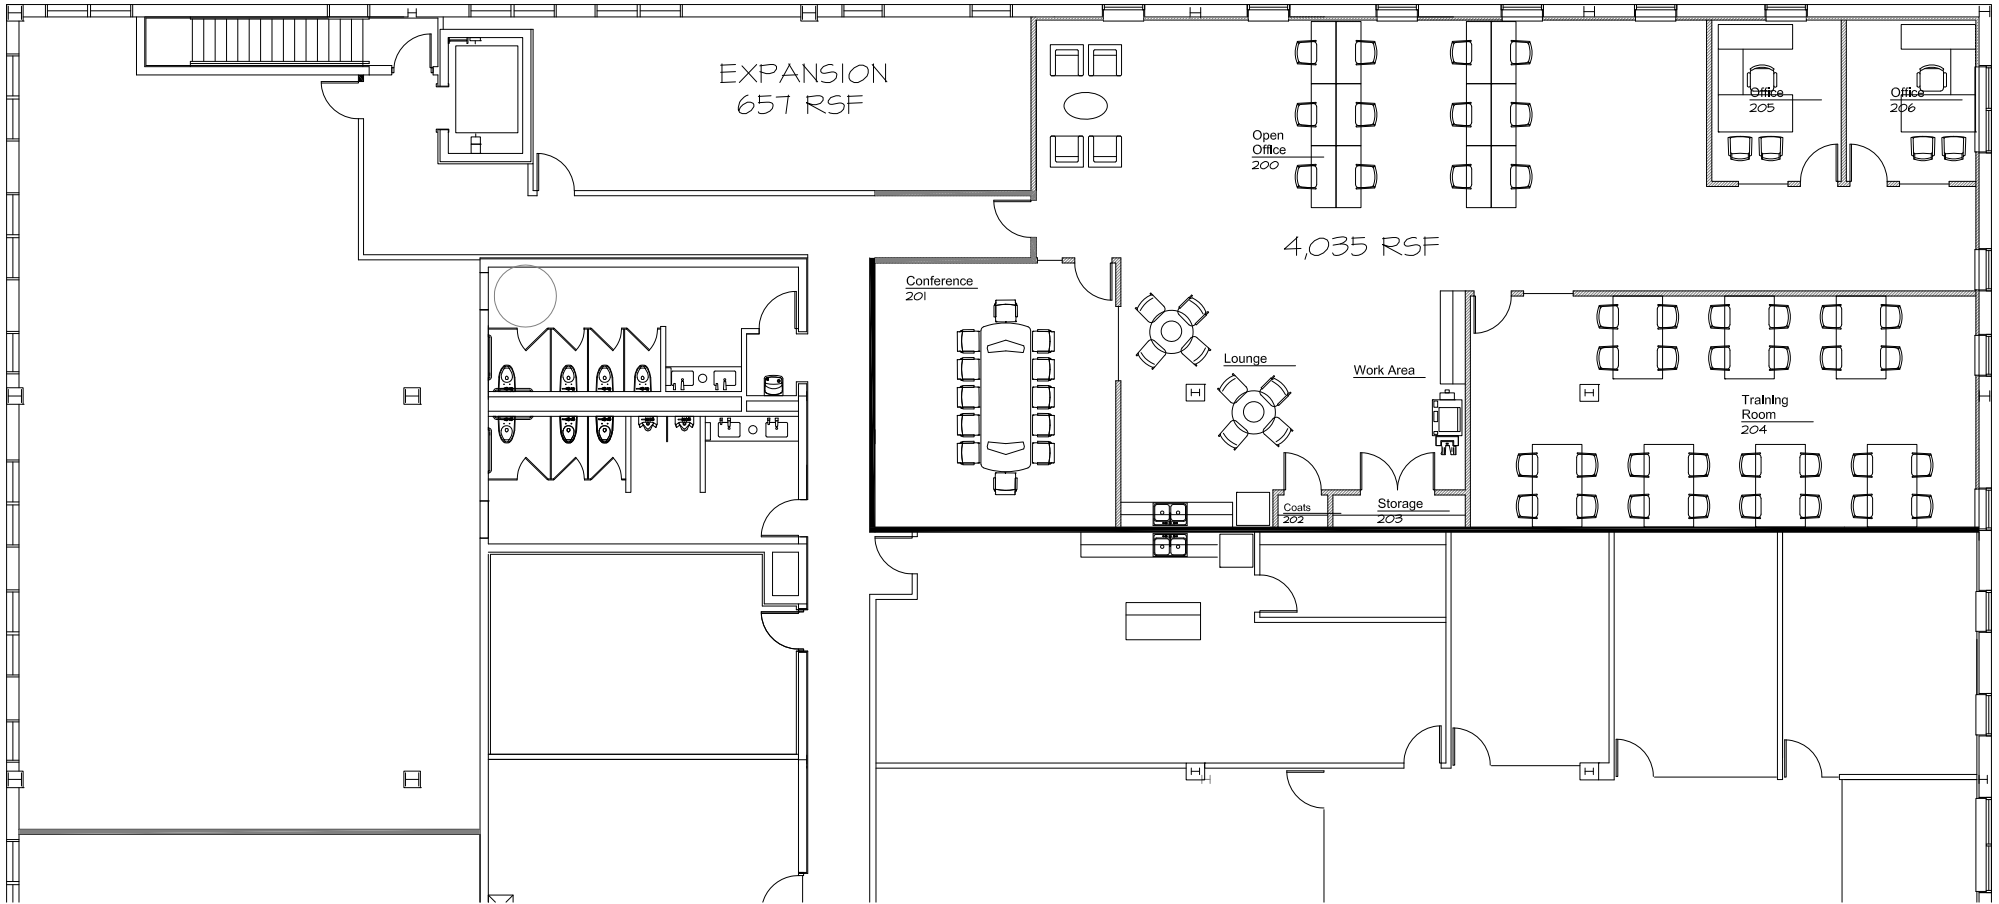 EXPANSION
657 RSF
Office
205
Office
206
Open
Office
200
4,035 RSF
Conference
201
Lounge
Work Area
Training
Room
204
Coats
202
Storage
203